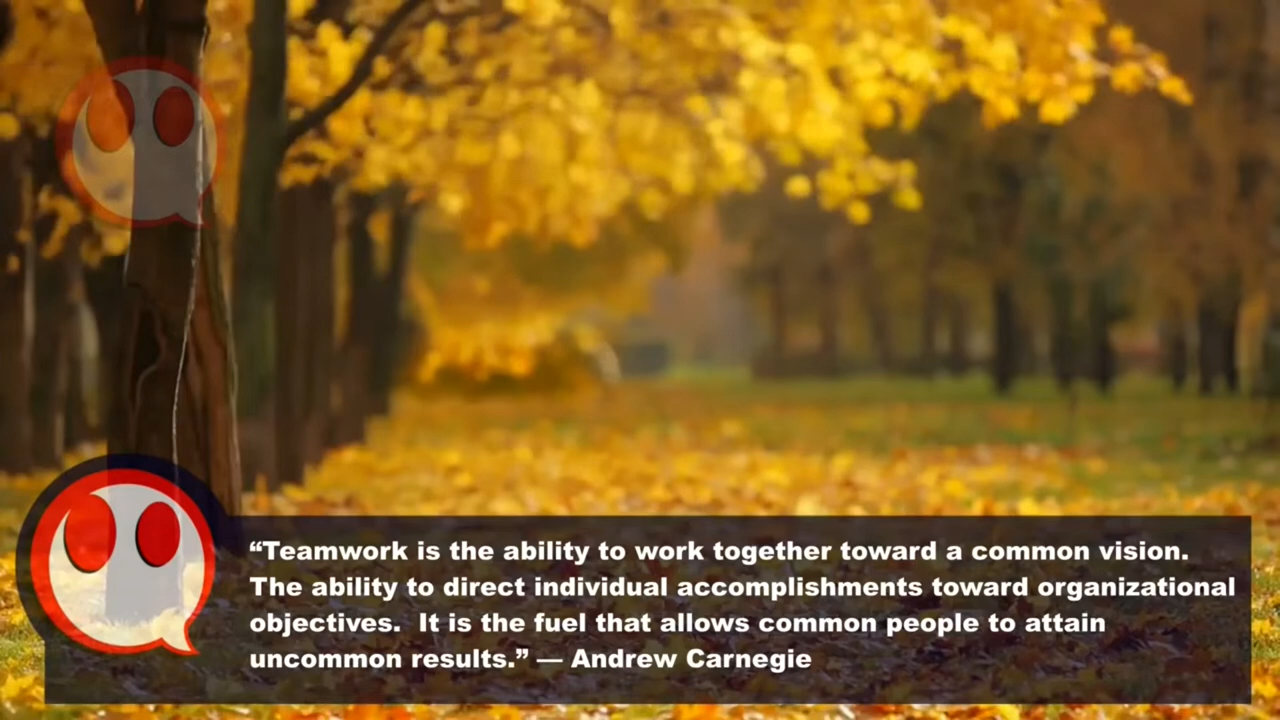 “Teamwork is the ability to work together toward a common vision.
The ability to direct individual accomplishments toward organizational
objectives.  It is the fuel that allows common people to attain
uncommon results.” — Andrew Carnegie